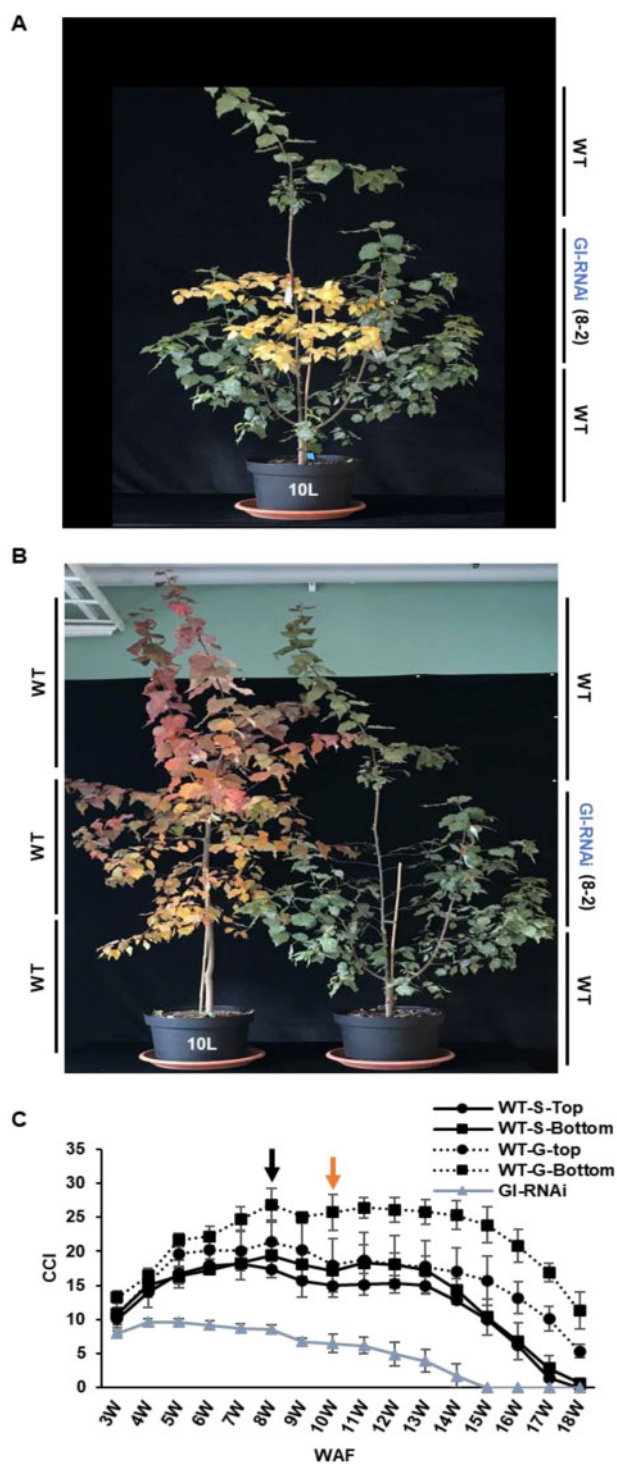 A
WT
GI-RNAi (8-2)
WT
10L
B
WT
WT
WT
WT
GI-RNAi (8-2)
WT
10L
C
WT-S-Top
WT-S-Bottom
WT-G-top
WT-G-Bottom
GI-RNAi
35
30
25
20
15
10
5
0
CCI
3W 4W 5W 6W 7W 8W 9W 10W 11W 12W 13W 14W 15W 16W 17W 18W
WAF